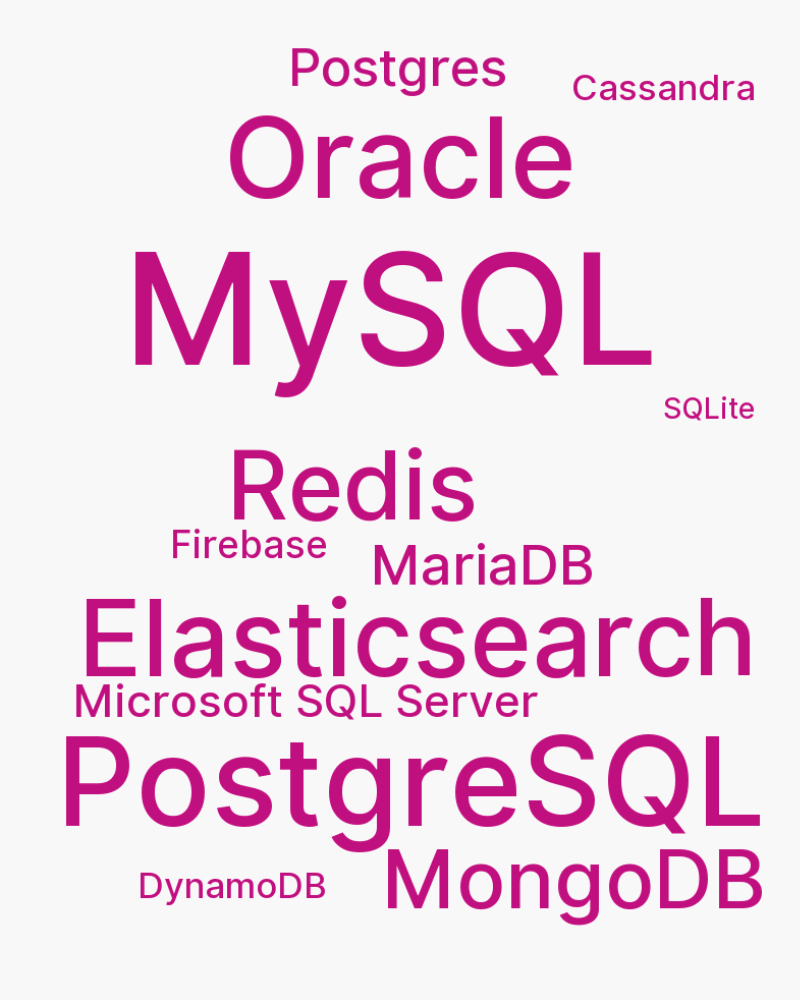 Postgres
Cassandra
Oracle
MySQL
SQLite
Redis
Firebase
MariaDB
Elasticsearch
Microsoft SQL Server
PostgreSQL
MongoDB
DynamoDB